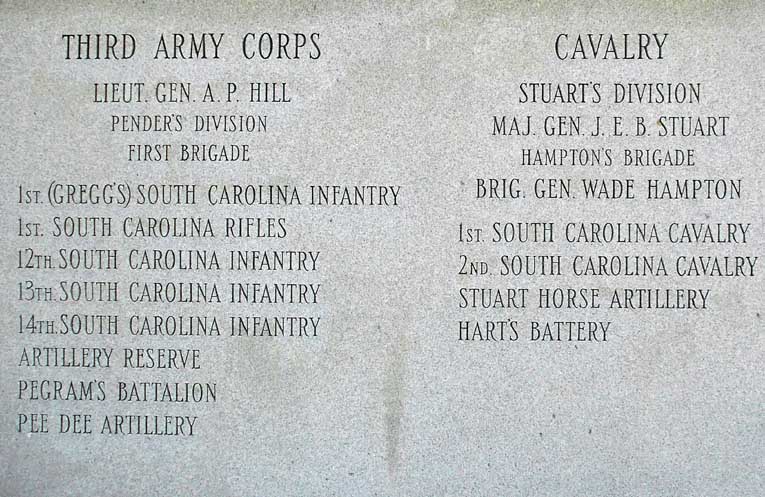 THIRD ARMY CORPS
LIEUT. GEN. A. P. HILL
PENDER'S DIVISION
FIRST BRIGADE
1ST. (GREGG'S) SOUTH CAROLINA INFANTRY
1ST. SOUTH CAROLINA RIFLES
12TH. SOUTH CAROLINA INFANTRY
13TH. SOUTH CAROLINA INFANTRY
14TH. SOUTH CAROLINA INFANTRY
ARTILLERY RESERVE
PEGRAM'S BATTALION
PEE DEE ARTILLERY
CAVALRY
STUART'S DIVISION
MAJ. GEN. J. E. B. STUART
HAMPTON'S BRIGADE
BRIG. GEN. WADE HAMPTON
1ST. SOUTH CAROLINA CAVALRY
2ND. SOUTH CAROLINA CAVALRY
STUART HORSE ARTILLERY
HART'S BATTERY